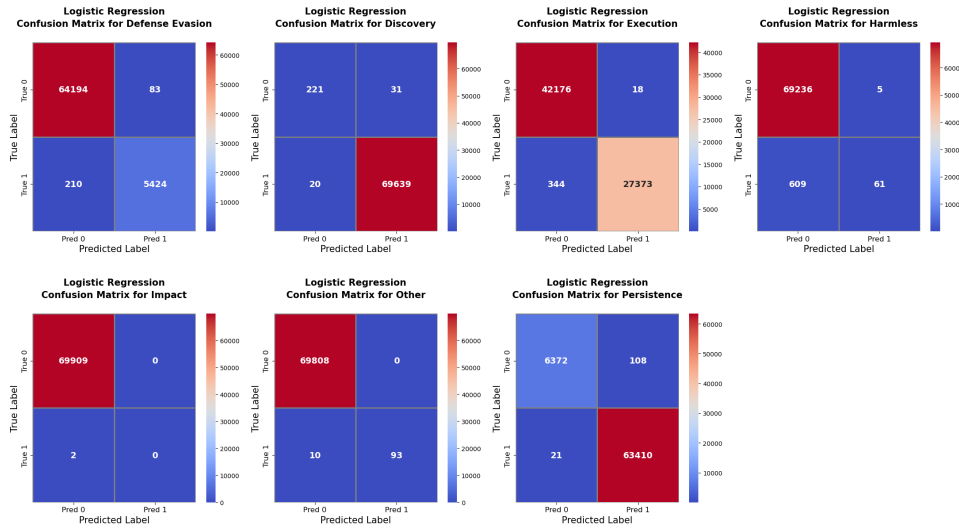 Logistic Regression
Confusion Matrix for Defense Evasion
True Label
True 0
True 1
64194
83
210
5424
Pred 0
Pred 1
Predicted Label
60000
50000
40000
30000
20000
10000
Logistic Regression
Confusion Matrix for Discovery
True Label
True 0
True 1
221
31
20
69639
Pred 0
Pred 1
Predicted Label
60000
50000
40000
30000
20000
10000
Logistic Regression
Confusion Matrix for Execution
True Label
True 0
True 1
42176
18
344
27373
Pred 0
Pred 1
Predicted Label
40000
35000
30000
25000
20000
15000
10000
5000
Logistic Regression
Confusion Matrix for Harmless
True Label
True 0
True 1
69236
5
609
61
Pred 0
Pred 1
Predicted Label
60000
50000
40000
30000
20000
10000
Logistic Regression
Confusion Matrix for Impact
True Label
True 0
True 1
69909
0
2
0
Pred 0
Pred 1
Predicted Label
60000
50000
40000
30000
20000
10000
0
Logistic Regression
Confusion Matrix for Other
True Label
True 0
True 1
69808
0
10
93
Pred 0
Pred 1
Predicted Label
60000
50000
40000
30000
20000
10000
0
Logistic Regression
Confusion Matrix for Persistence
True Label
True 0
True 1
6372
108
21
63410
Pred 0
Pred 1
Predicted Label
60000
50000
40000
30000
20000
10000